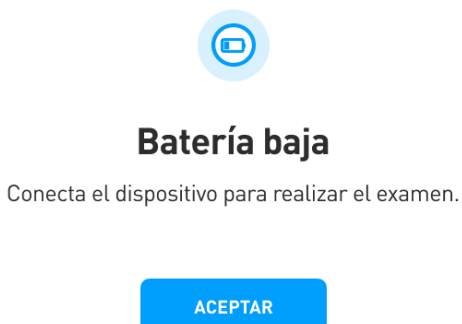 Batería baja
Conecta el dispositivo para realizar el examen.
ACEPTAR